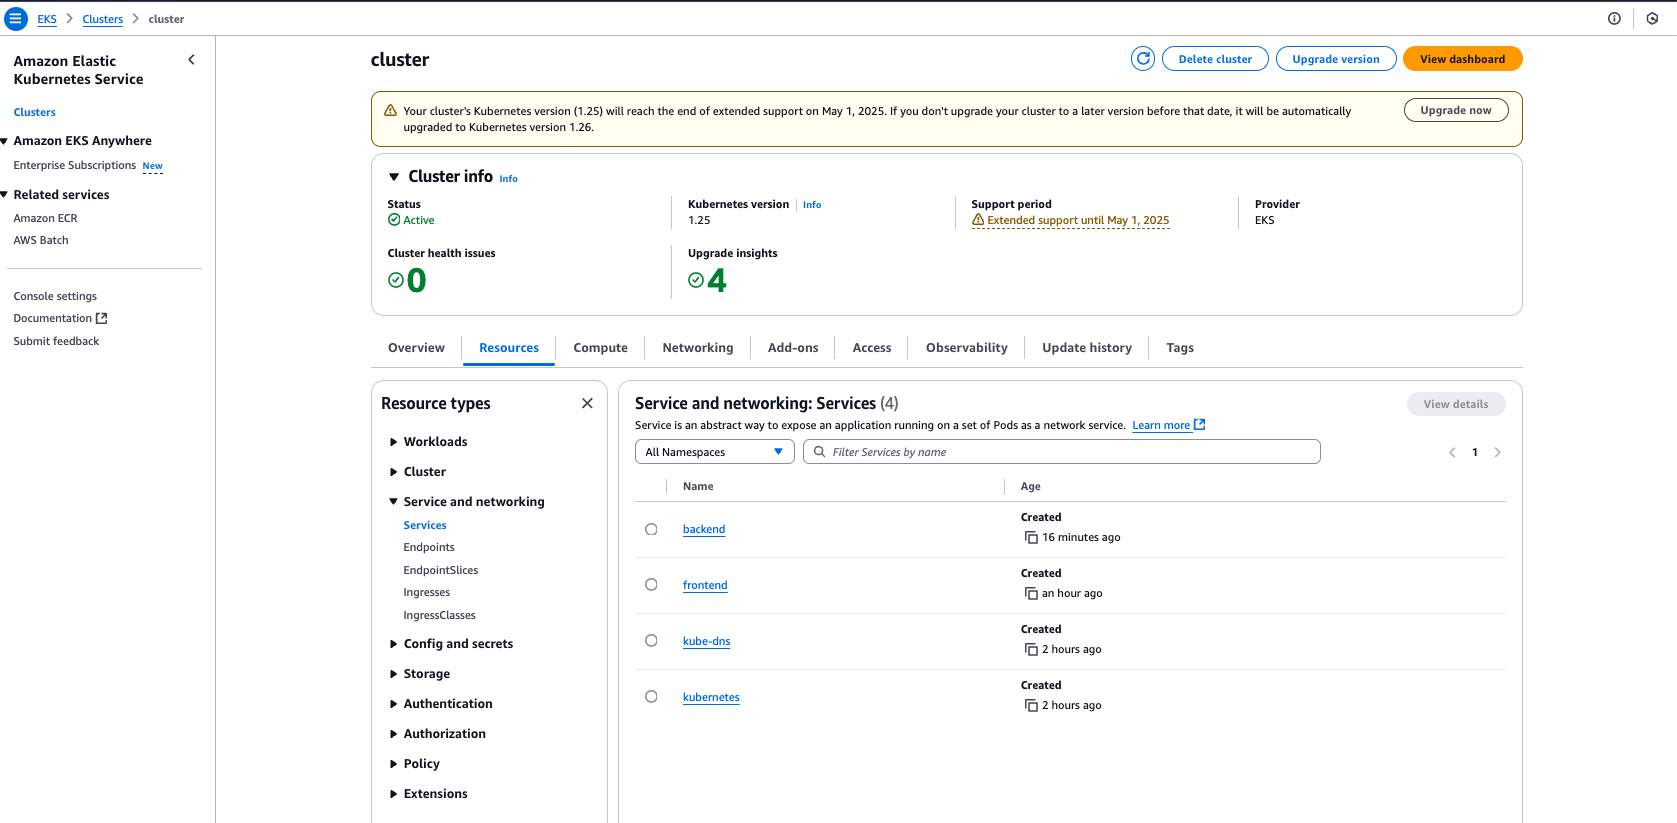 EKS > Clusters > cluster
Amazon Elastic
Kubernetes Service
Clusters
Amazon EKS Anywhere
Enterprise Subscriptions New
Related services
Amazon ECR
AWS Batch
Console settings
Documentation
Submit feedback
cluster
Delete cluster
Upgrade version
View dashboard
Your cluster's Kubernetes version (1.25) will reach the end of extended support on May 1, 2025. If you don't upgrade your cluster to a later version before that date, it will be automatically
upgraded to Kubernetes version 1.26.
Upgrade now
Cluster info Info
Status
Active
Kubernetes version Info
1.25
Support period
Extended support until May 1, 2025
Provider
EKS
Cluster health issues
0
Upgrade insights
4
Overview
Resources
Compute
Networking
Add-ons
Access
Observability
Update history
Tags
Resource types
Workloads
Cluster
Service and networking
Services
Endpoints
EndpointSlices
Ingresses
IngressClasses
Config and secrets
Storage
Authentication
Authorization
Policy
Extensions
Service and networking: Services (4)
View details
Service is an abstract way to expose an application running on a set of Pods as a network service. Learn more
All Namespaces
Filter Services by name
1
Name
Age
backend
Created
16 minutes ago
frontend
Created
an hour ago
kube-dns
Created
2 hours ago
kubernetes
Created
2 hours ago